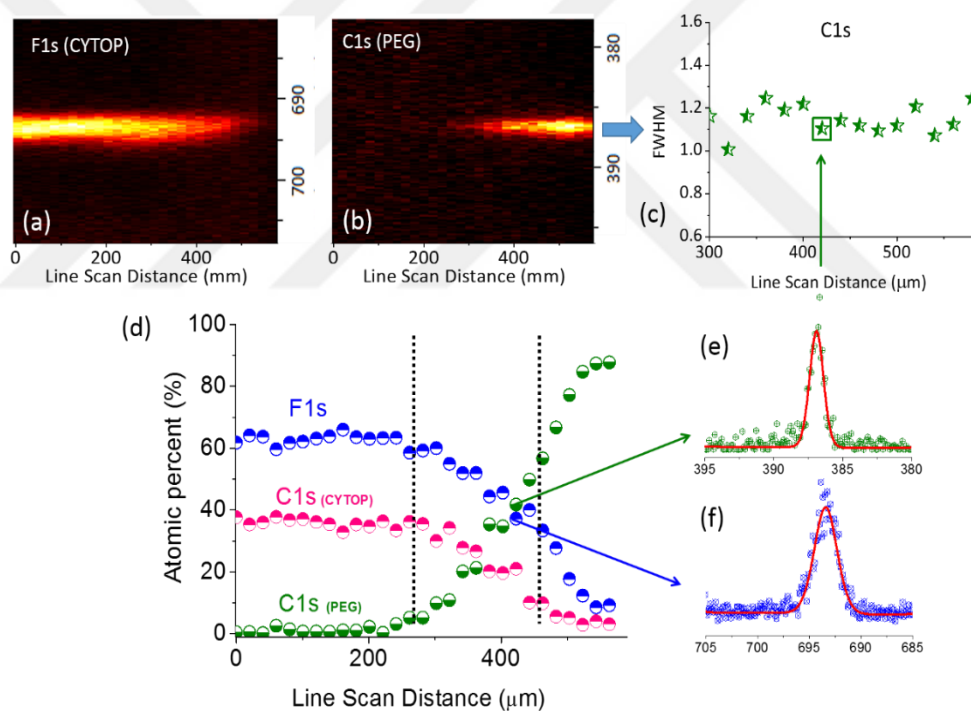 F1s (CYTOP)
690
700
(a)
0 200 400
Line Scan Distance (mm)
C1s (PEG)
380
390
(b)
0 200 400
Line Scan Distance (mm)
C1s
FWHM
1.6
1.4
1.2
1.0
0.8
0.6
(c)
300 400 500
Line Scan Distance (μm)
(d)
Atomic percent (%)
100
80
60
40
20
0
F1s
C1s (CYTOP)
C1s (PEG)
0 200 400
Line Scan Distance (μm)
(e)
395 390 385 380
(f)
705 700 695 690 685